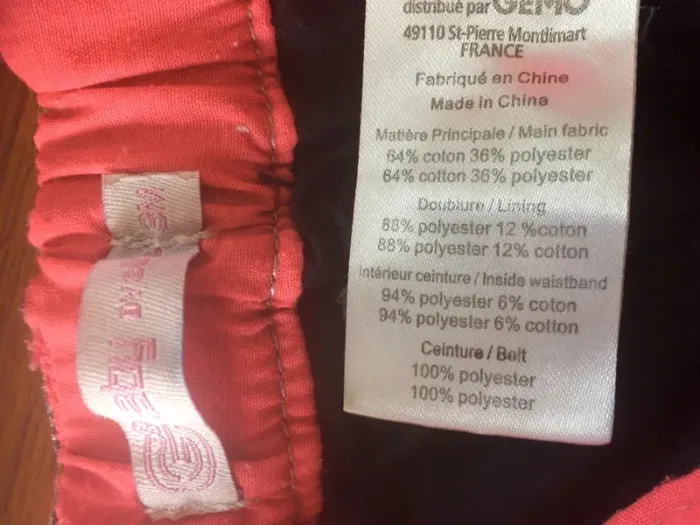 distribué par GEMO
49110 St-Pierre Montlimart
FRANCE
Fabriqué en Chine
Made in China
Matière Principale / Main fabric
64% coton 36% polyester
64% cotton 36% polyester
Doublure / Lining
88% polyester 12 %coton
88% polyester 12% cotton
Intérieur ceinture / Inside waistband
94% polyester 6% coton
94% polyester 6% cotton
Ceinture / Belt
100% polyester
100% polyester